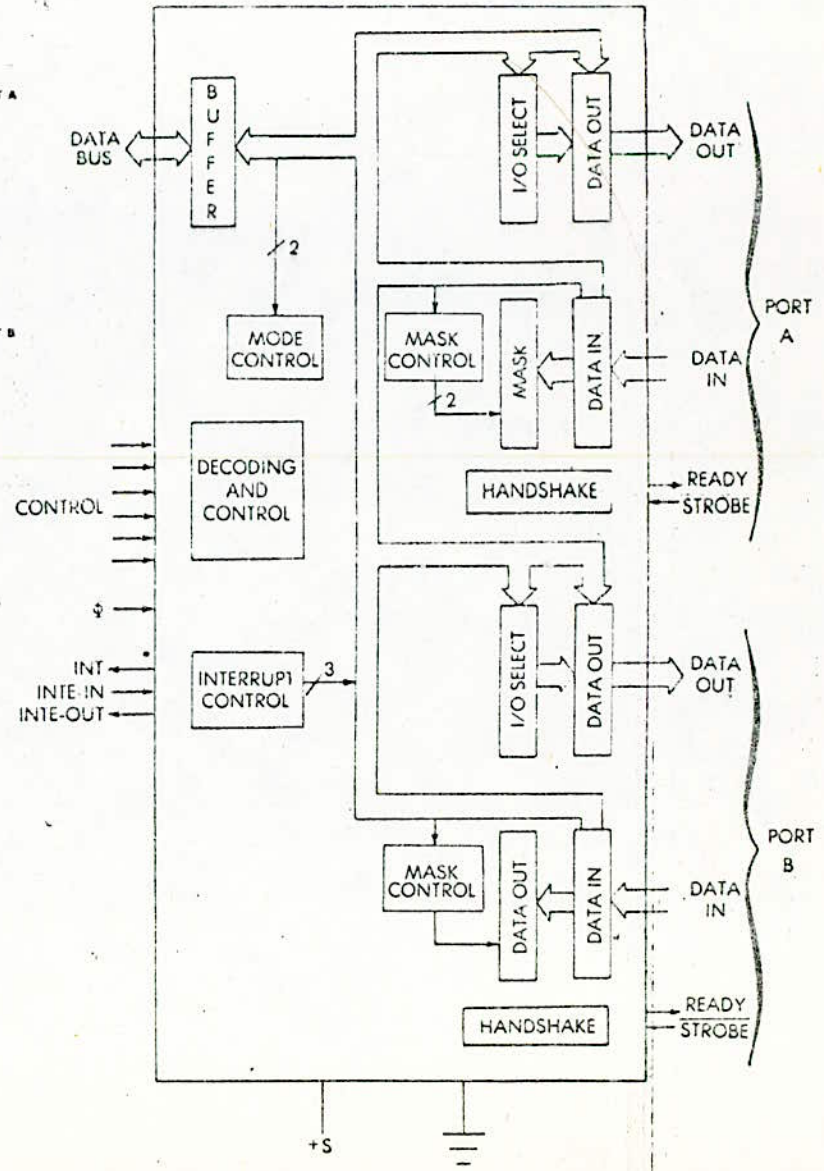 T A
T B
DATA BUS
BUFFER
2
MODE CONTROL
DECODING AND CONTROL
CONTROL
Φ
INT
INTE-IN
INTE-OUT
INTERRUPT CONTROL
3
I/O SELECT
DATA OUT
DATA OUT
MASK CONTROL
2
MASK
DATA IN
DATA IN
PORT A
HANDSHAKE
READY
STROBE
I/O SELECT
DATA OUT
DATA OUT
MASK CONTROL
DATA OUT
DATA IN
DATA IN
PORT B
HANDSHAKE
READY
STROBE
+S